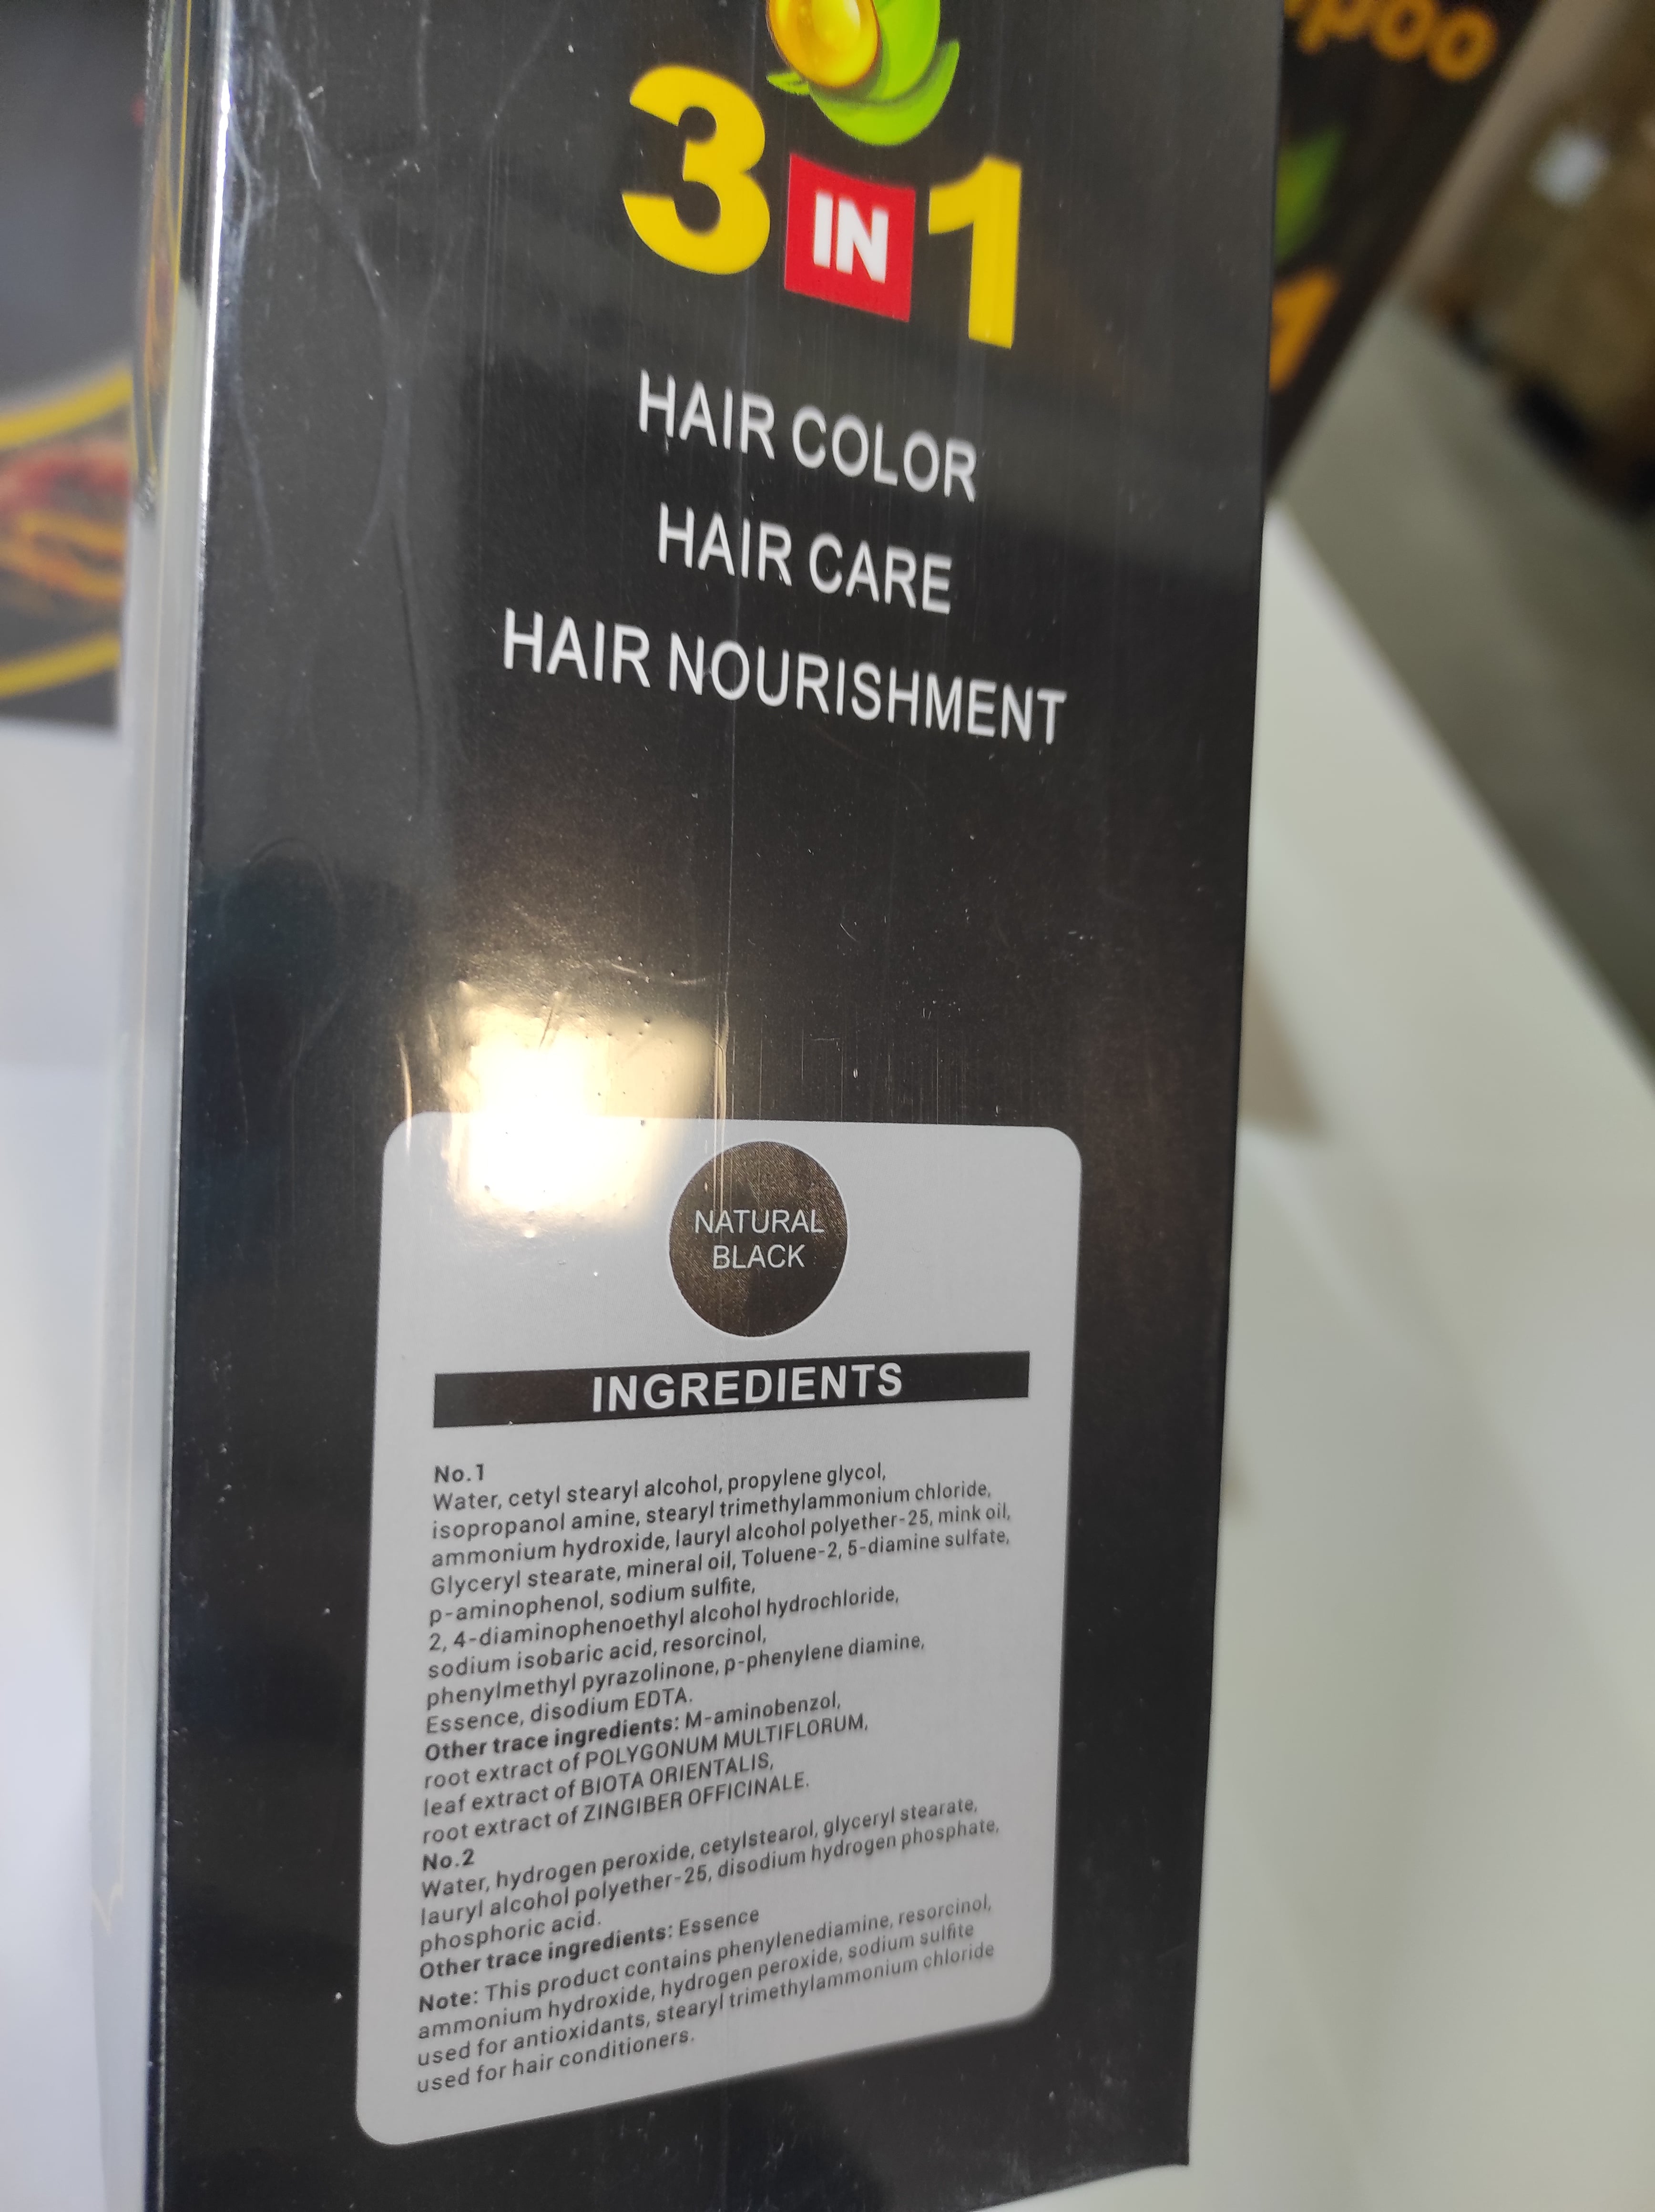 poo
3 IN 1
HAIR COLOR
HAIR CARE
HAIR NOURISHMENT
NATURAL
BLACK
INGREDIENTS
No.1
Water, cetyl stearyl alcohol, propylene glycol,
isopropanol amine, stearyl trimethylammonium chloride,
ammonium hydroxide, lauryl alcohol polyether-25, mink oil,
Glyceryl stearate, mineral oil, Toluene-2, 5-diamine sulfate,
p-aminophenol, sodium sulfite,
2, 4-diaminophenoethyl alcohol hydrochloride,
sodium isobaric acid, resorcinol,
phenylmethyl pyrazolinone, p-phenylene diamine,
Essence, disodium EDTA.
Other trace ingredients: M-aminobenzol,
root extract of POLYGONUM MULTIFLORUM,
leaf extract of BIOTA ORIENTALIS,
root extract of ZINGIBER OFFICINALE.
No.2
Water, hydrogen peroxide, cetylstearol, glyceryl stearate,
lauryl alcohol polyether-25, disodium hydrogen phosphate,
phosphoric acid.
Other trace ingredients: Essence
Note: This product contains phenylenediamine, resorcinol,
ammonium hydroxide, hydrogen peroxide, sodium sulfite
used for antioxidants, stearyl trimethylammonium chloride
used for hair conditioners.